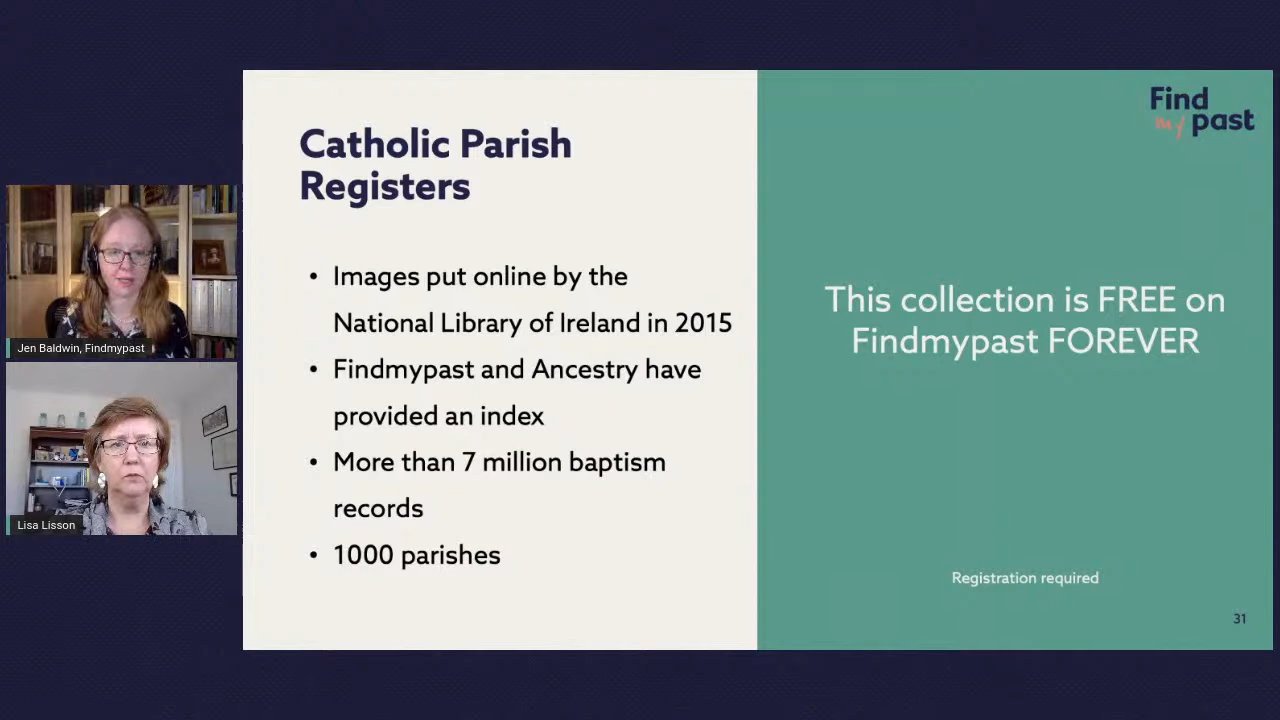 Find
my past
Catholic Parish
Registers
• Images put online by the
National Library of Ireland in 2015
• Findmypast and Ancestry have
provided an index
• More than 7 million baptism
records
• 1000 parishes
This collection is FREE on
Findmypast FOREVER
Registration required
31
Jen Baldwin, Findmypast
Lisa Lisson